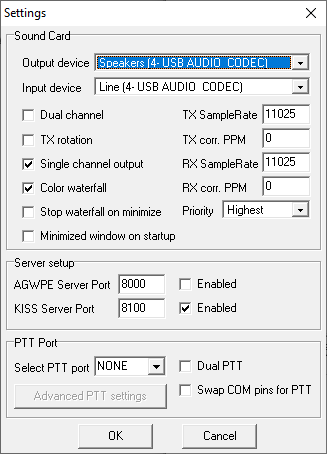 Settings
Sound Card
Output device Speakers (4- USB AUDIO CODEC)
Input device Line (4- USB AUDIO CODEC)
Dual channel TX SampleRate 11025
TX rotation TX corr. PPM 0
Single channel output RX SampleRate 11025
Color waterfall RX corr. PPM 0
Stop waterfall on minimize Priority Highest
Minimized window on startup
Server setup
AGWPE Server Port 8000 Enabled
KISS Server Port 8100 Enabled
PTT Port
Select PTT port NONE Dual PTT
Advanced PTT settings Swap COM pins for PTT
OK Cancel